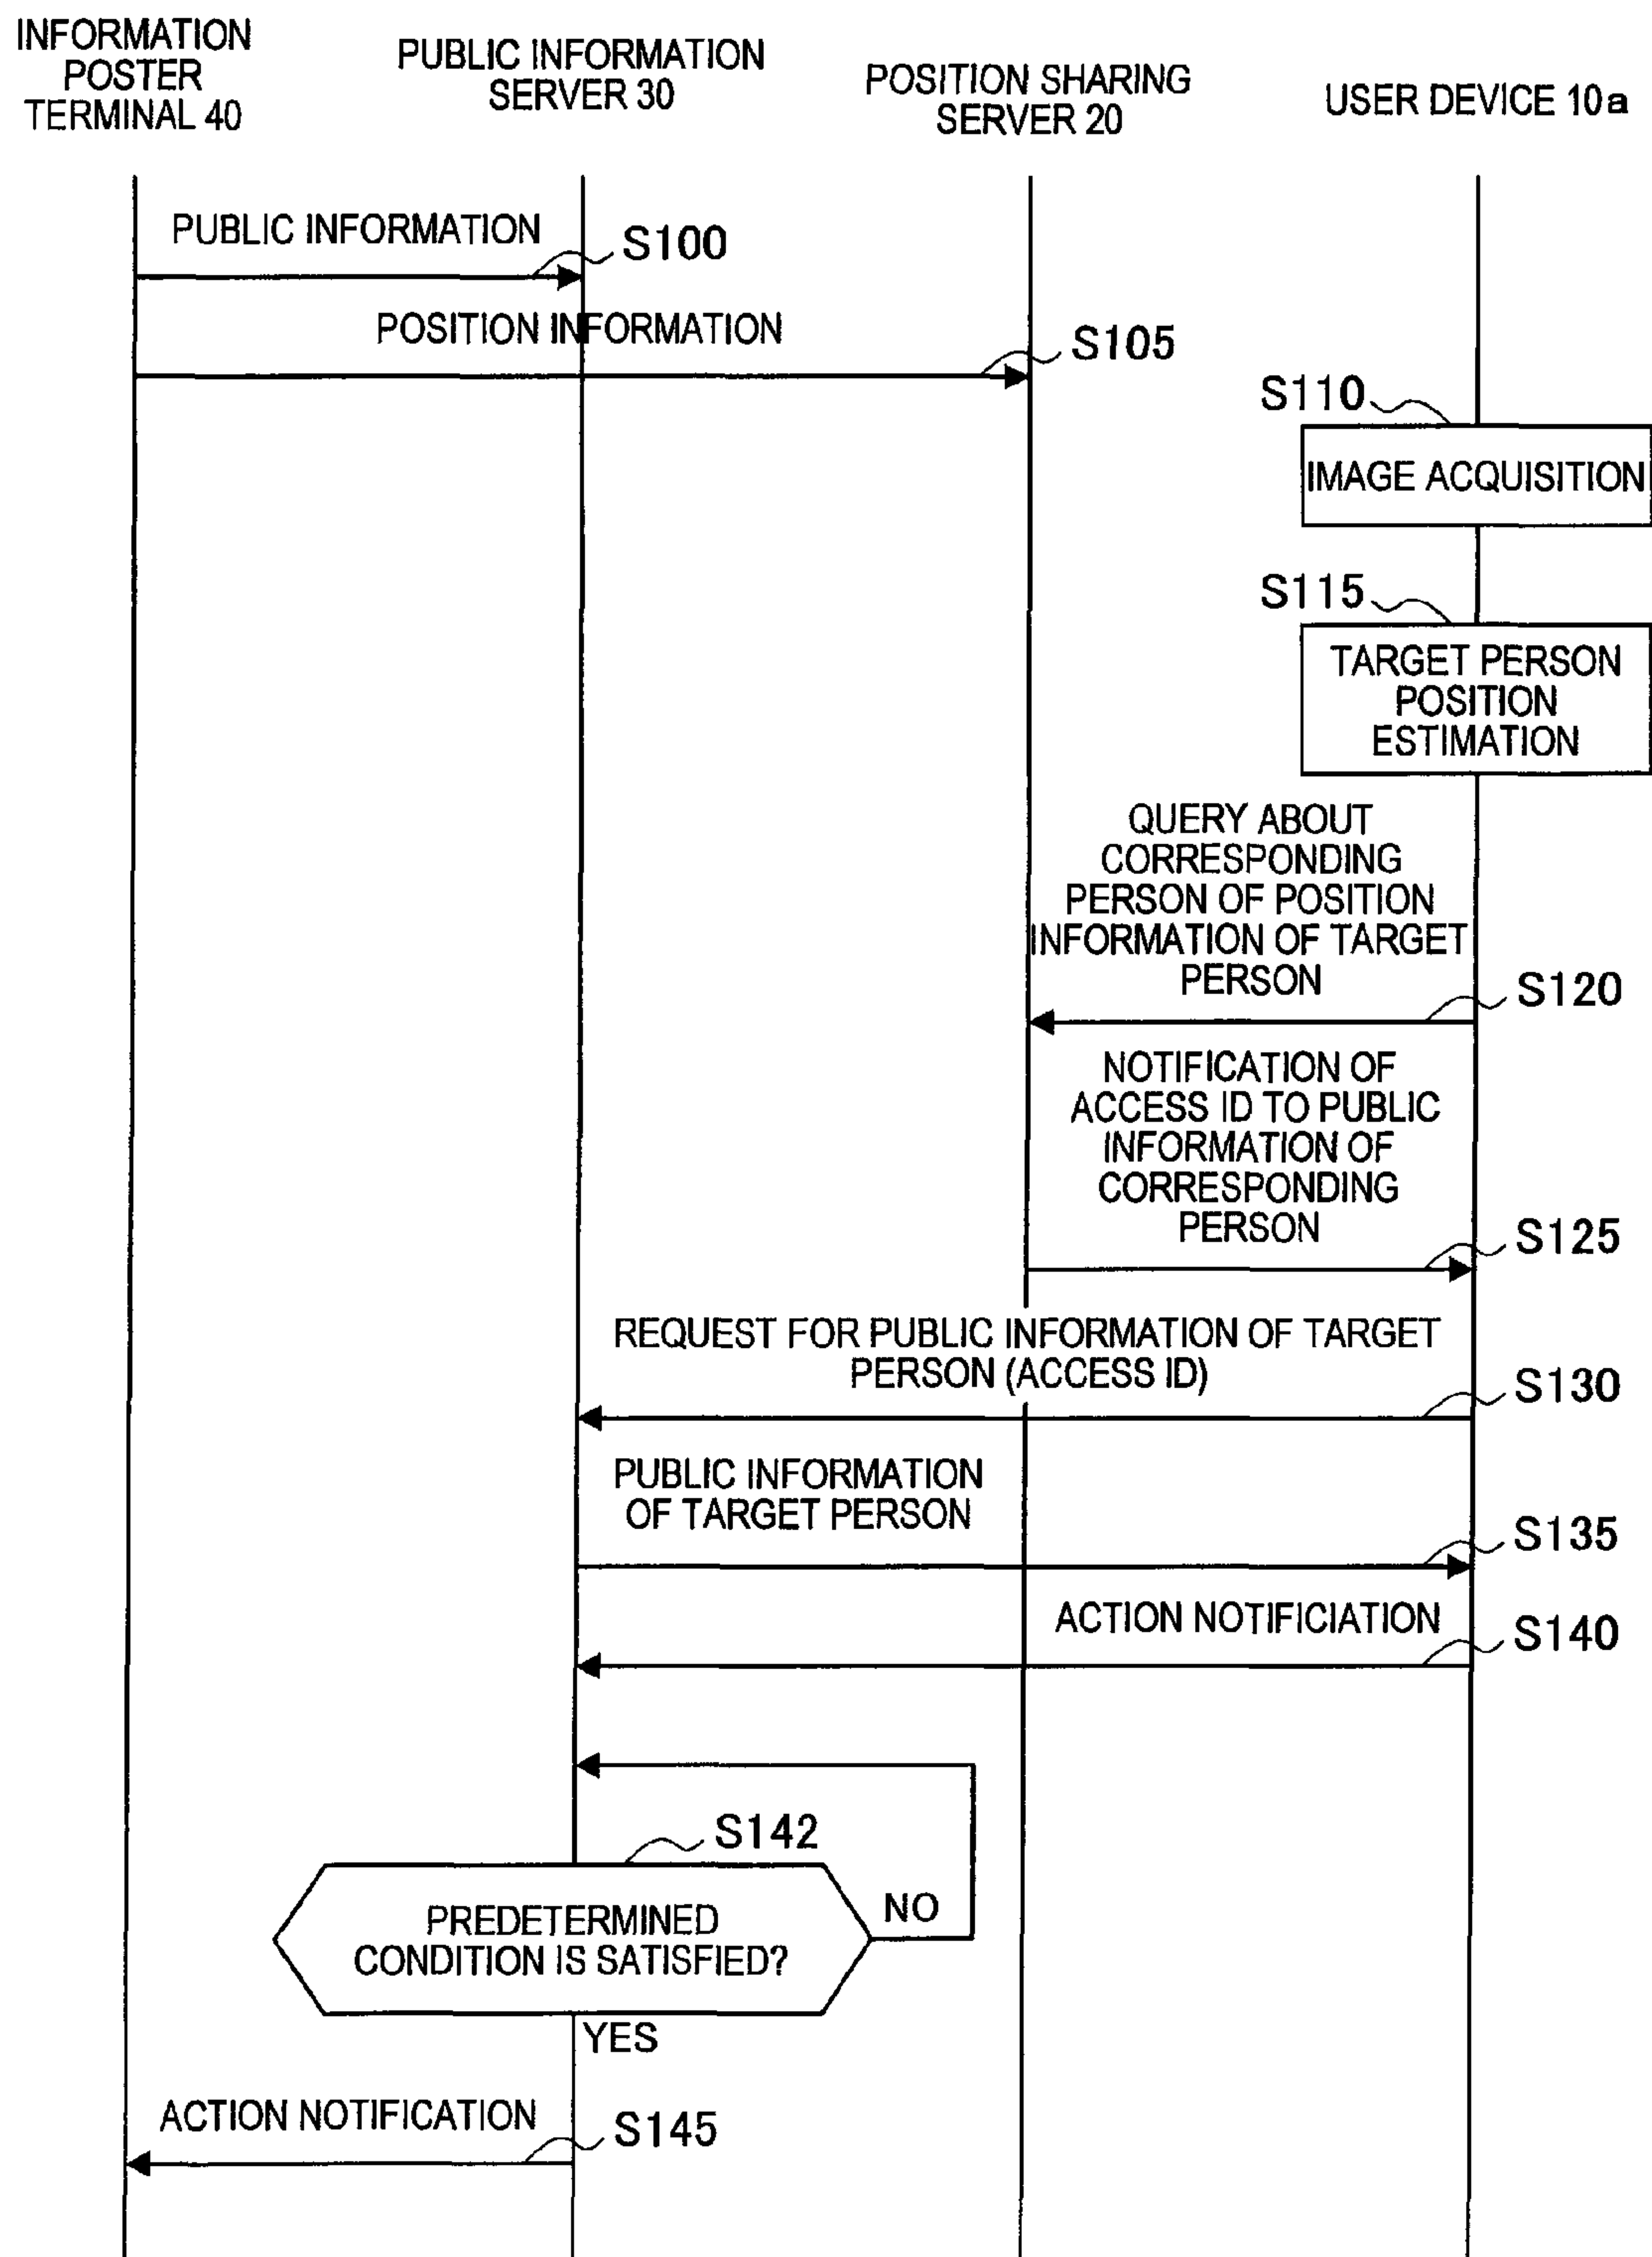 INFORMATION
POSTER
TERMINAL 40
PUBLIC INFORMATION
SERVER 30
POSITION SHARING
SERVER 20
USER DEVICE 10a
PUBLIC INFORMATION
S100
POSITION INFORMATION
S105
S110
IMAGE ACQUISITION
S115
TARGET PERSON
POSITION
ESTIMATION
QUERY ABOUT
CORRESPONDING
PERSON OF POSITION
INFORMATION OF TARGET
PERSON
S120
NOTIFICATION OF
ACCESS ID TO PUBLIC
INFORMATION OF
CORRESPONDING
PERSON
S125
REQUEST FOR PUBLIC INFORMATION OF TARGET
PERSON (ACCESS ID)
S130
PUBLIC INFORMATION
OF TARGET PERSON
S135
ACTION NOTIFICIATION
S140
S142
PREDETERMINED
CONDITION IS SATISFIED?
NO
YES
ACTION NOTIFICATION
S145